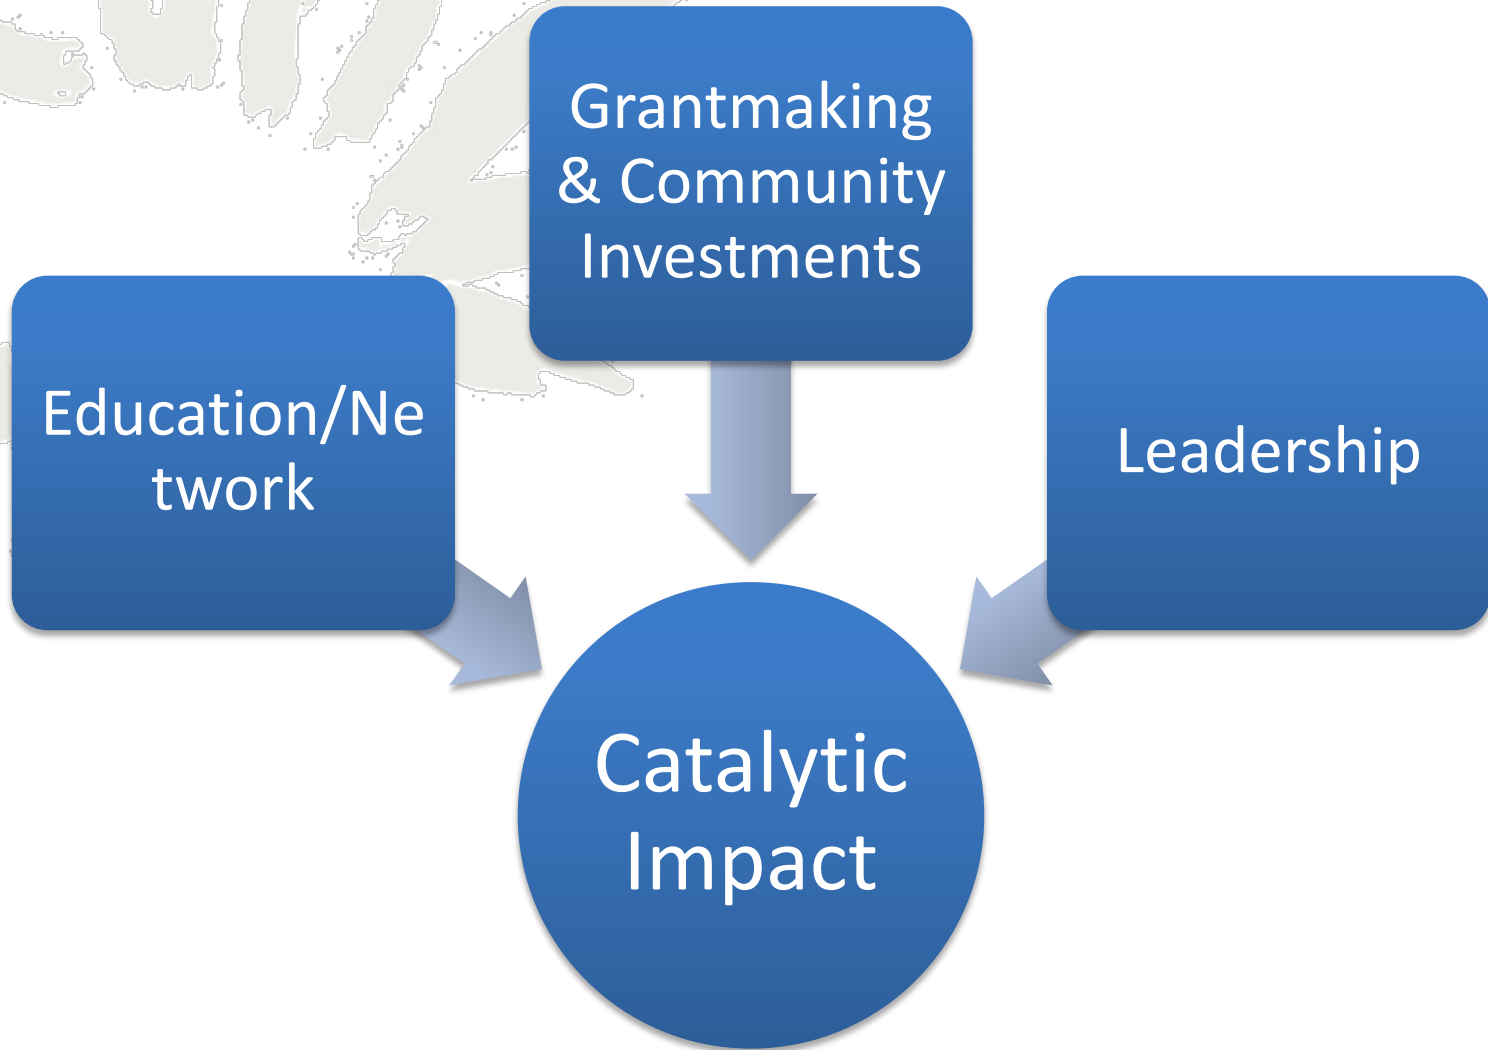 Grantmaking
& Community
Investments
Education/Ne
twork
Leadership
Catalytic
Impact